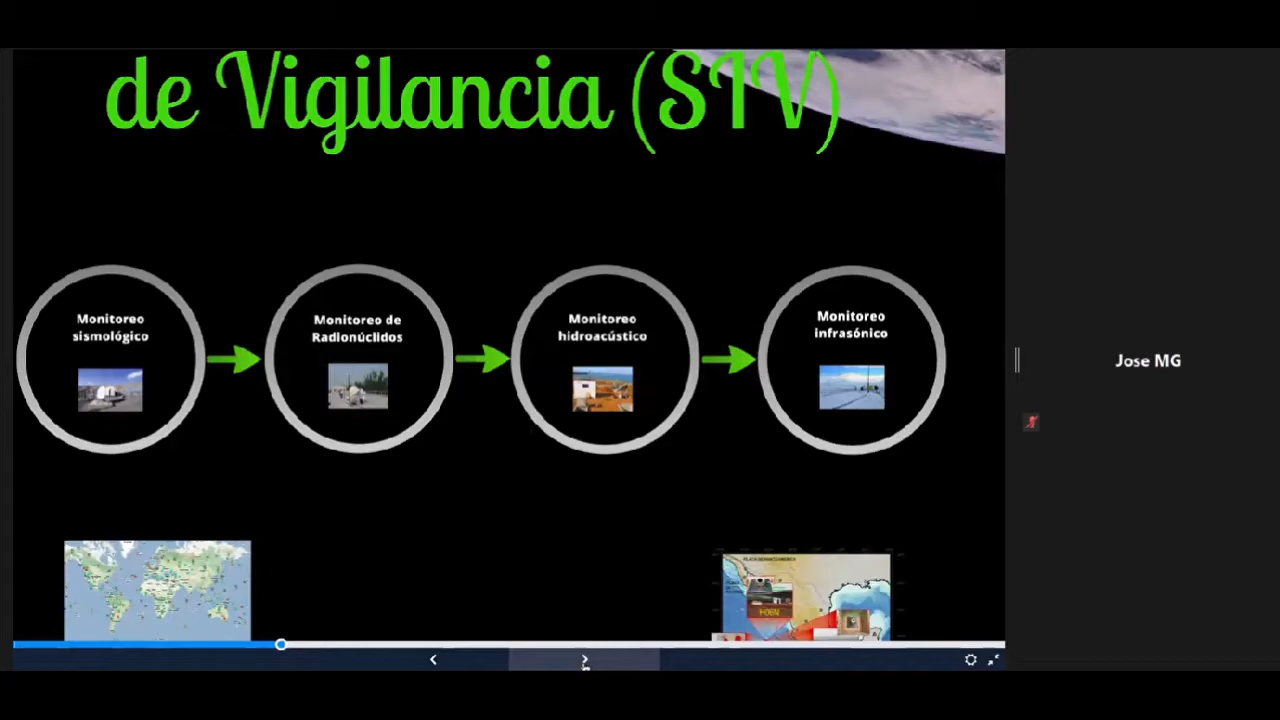 de Vigilancia (SIV)
Monitoreo
sismológico
Monitoreo de
Radionúclidos
Monitoreo
hidroacústico
Monitoreo
infrasónico
Jose MG